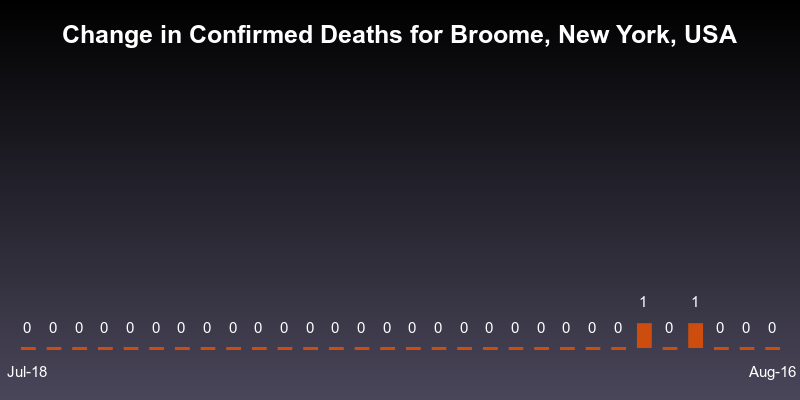 Change in Confirmed Deaths for Broome, New York, USA
1 1
0 0 0 0 0 0 0 0 0 0 0 0 0 0 0 0 0 0 0 0 0 0 0 0 0 0 0 0
Jul-18 Aug-16